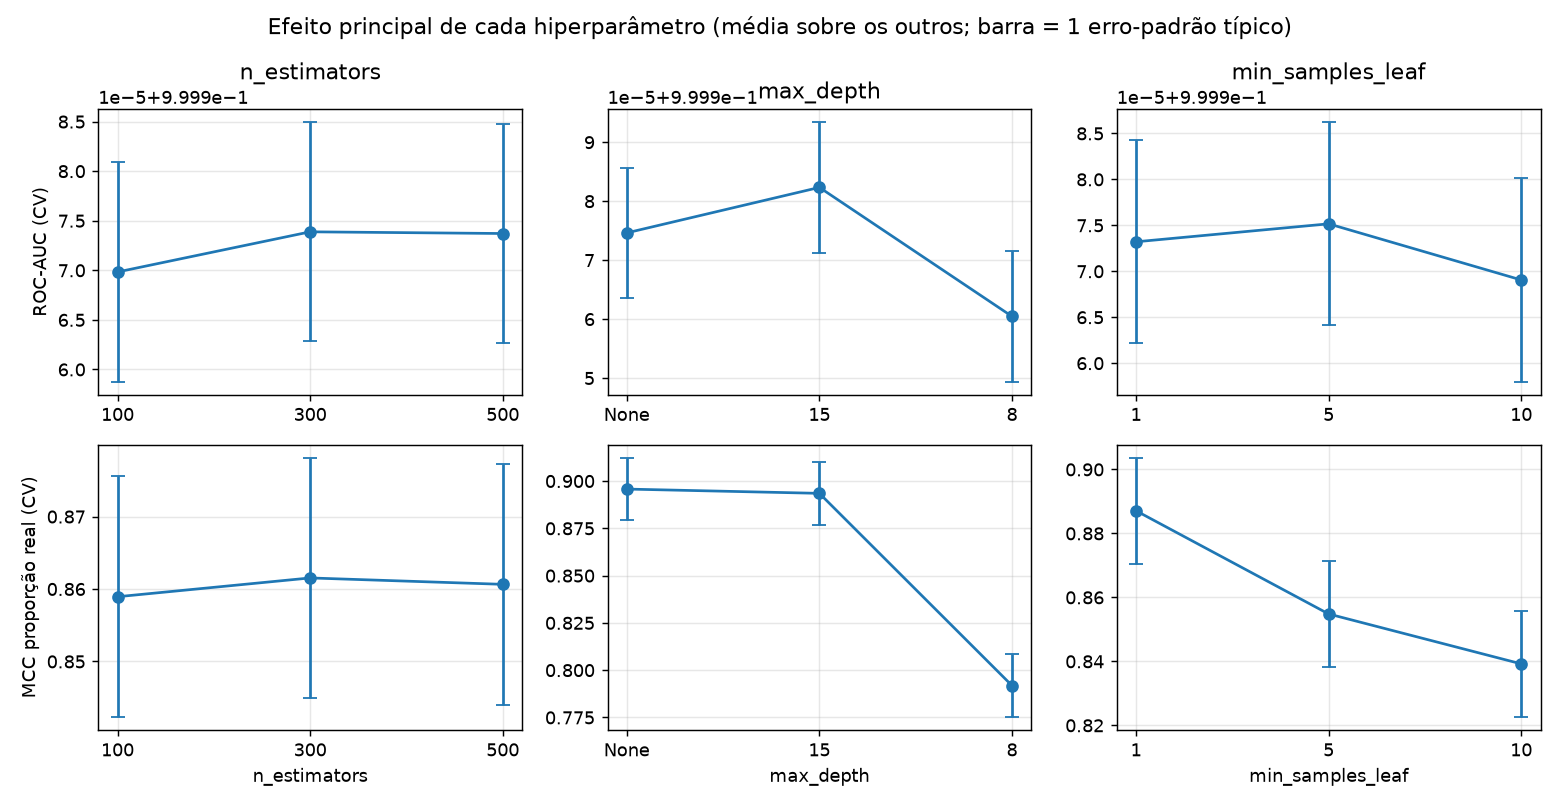 Efeito principal de cada hiperparâmetro (média sobre os outros; barra = 1 erro-padrão típico)
n_estimators
1e−5+9.999e−1
ROC-AUC (CV)
8.5
8.0
7.5
7.0
6.5
6.0
100 300 500
max_depth
1e−5+9.999e−1
9
8
7
6
5
None 15 8
min_samples_leaf
1e−5+9.999e−1
8.5
8.0
7.5
7.0
6.5
6.0
1 5 10
MCC proporção real (CV)
0.87
0.86
0.85
100 300 500
n_estimators
0.900
0.875
0.850
0.825
0.800
0.775
None 15 8
max_depth
0.90
0.88
0.86
0.84
0.82
1 5 10
min_samples_leaf